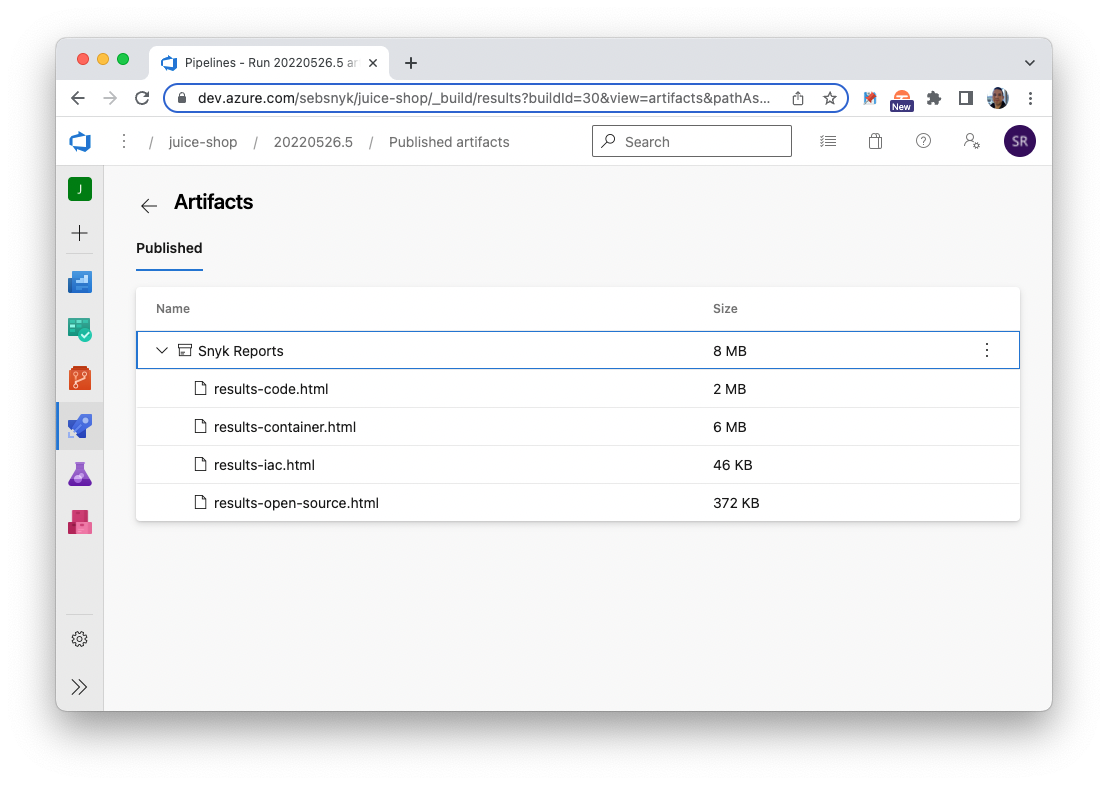 Pipelines - Run 20220526.5 ar
dev.azure.com/sebsnyk/juice-shop/_build/results?buildId=30&view=artifacts&pathAs...
New
/ juice-shop / 20220526.5 / Published artifacts
Search
SR
J
Artifacts
Published
Name Size
Snyk Reports 8 MB
results-code.html 2 MB
results-container.html 6 MB
results-iac.html 46 KB
results-open-source.html 372 KB